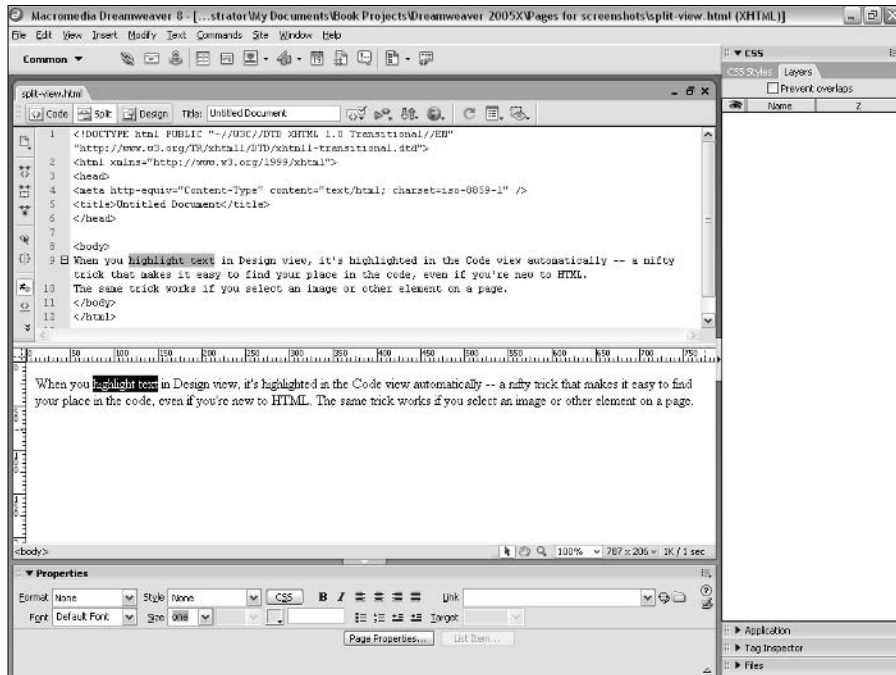 Macromedia Dreamweaver 8 - [...strator\My Documents\Book Projects\Dreamweaver 2005X\Pages for screenshots\split-view.html (XHTML)]
File Edit View Insert Modify Text Commands Site Window Help
Common
CSS
CSS Styles Layers
Prevent overlaps
Name Z
split-view.html
Code Split Design Title: Untitled Document
1 <!DOCTYPE html PUBLIC "-//W3C//DTD XHTML 1.0 Transitional//EN"
"http://www.w3.org/TR/xhtml1/DTD/xhtml1-transitional.dtd">
2 <html xmlns="http://www.w3.org/1999/xhtml">
3 <head>
4 <meta http-equiv="Content-Type" content="text/html; charset=iso-8859-1" />
5 <title>Untitled Document</title>
6 </head>
7
8 <body>
9 When you highlight text in Design view, it's highlighted in the Code view automatically -- a nifty
trick that makes it easy to find your place in the code, even if you're new to HTML.
10 The same trick works if you select an image or other element on a page.
11 </body>
12 </html>
0 50 100 150 200 250 300 350 400 450 500 550 600 650 700 750
When you highlight text in Design view, it's highlighted in the Code view automatically -- a nifty trick that makes it easy to find
your place in the code, even if you're new to HTML. The same trick works if you select an image or other element on a page.
<body> 100% 787 x 206 1K / 1 sec
Properties
Format None Style None CSS B I Link
Font Default Font Size Target
Page Properties... List Item...
Application
Tag Inspector
Files